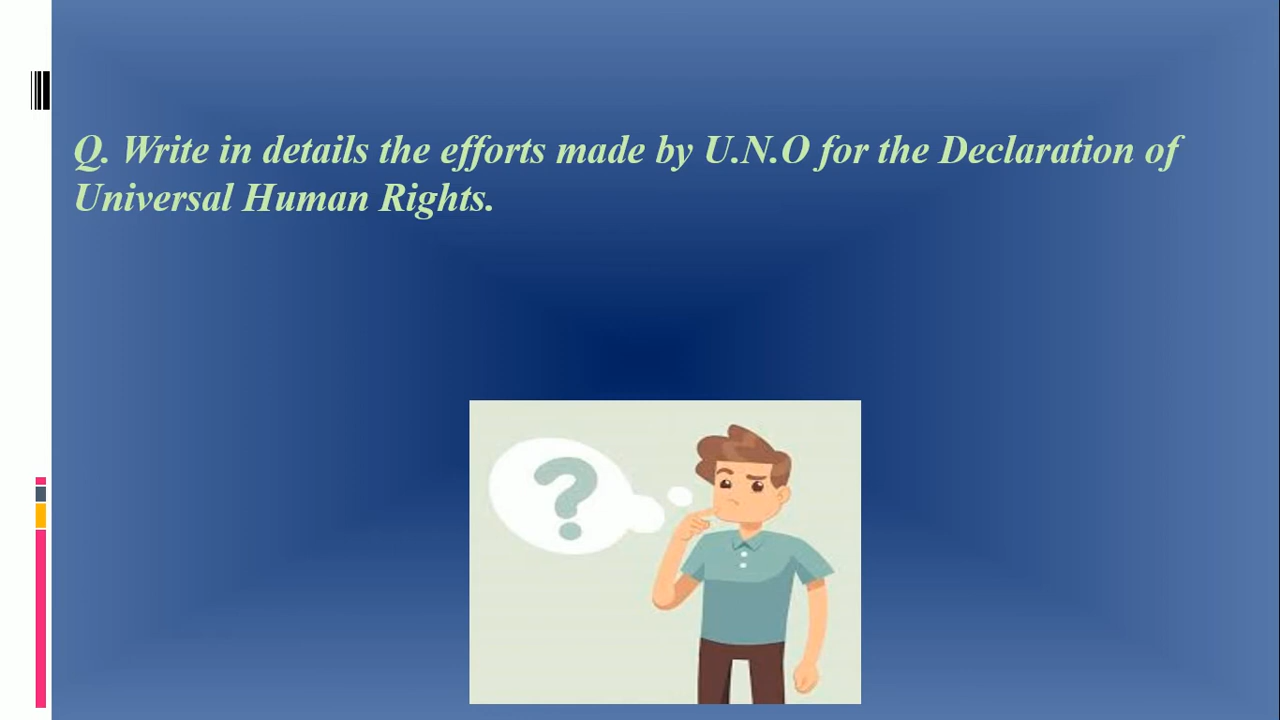 Q. Write in details the efforts made by U.N.O for the Declaration of
Universal Human Rights.
?